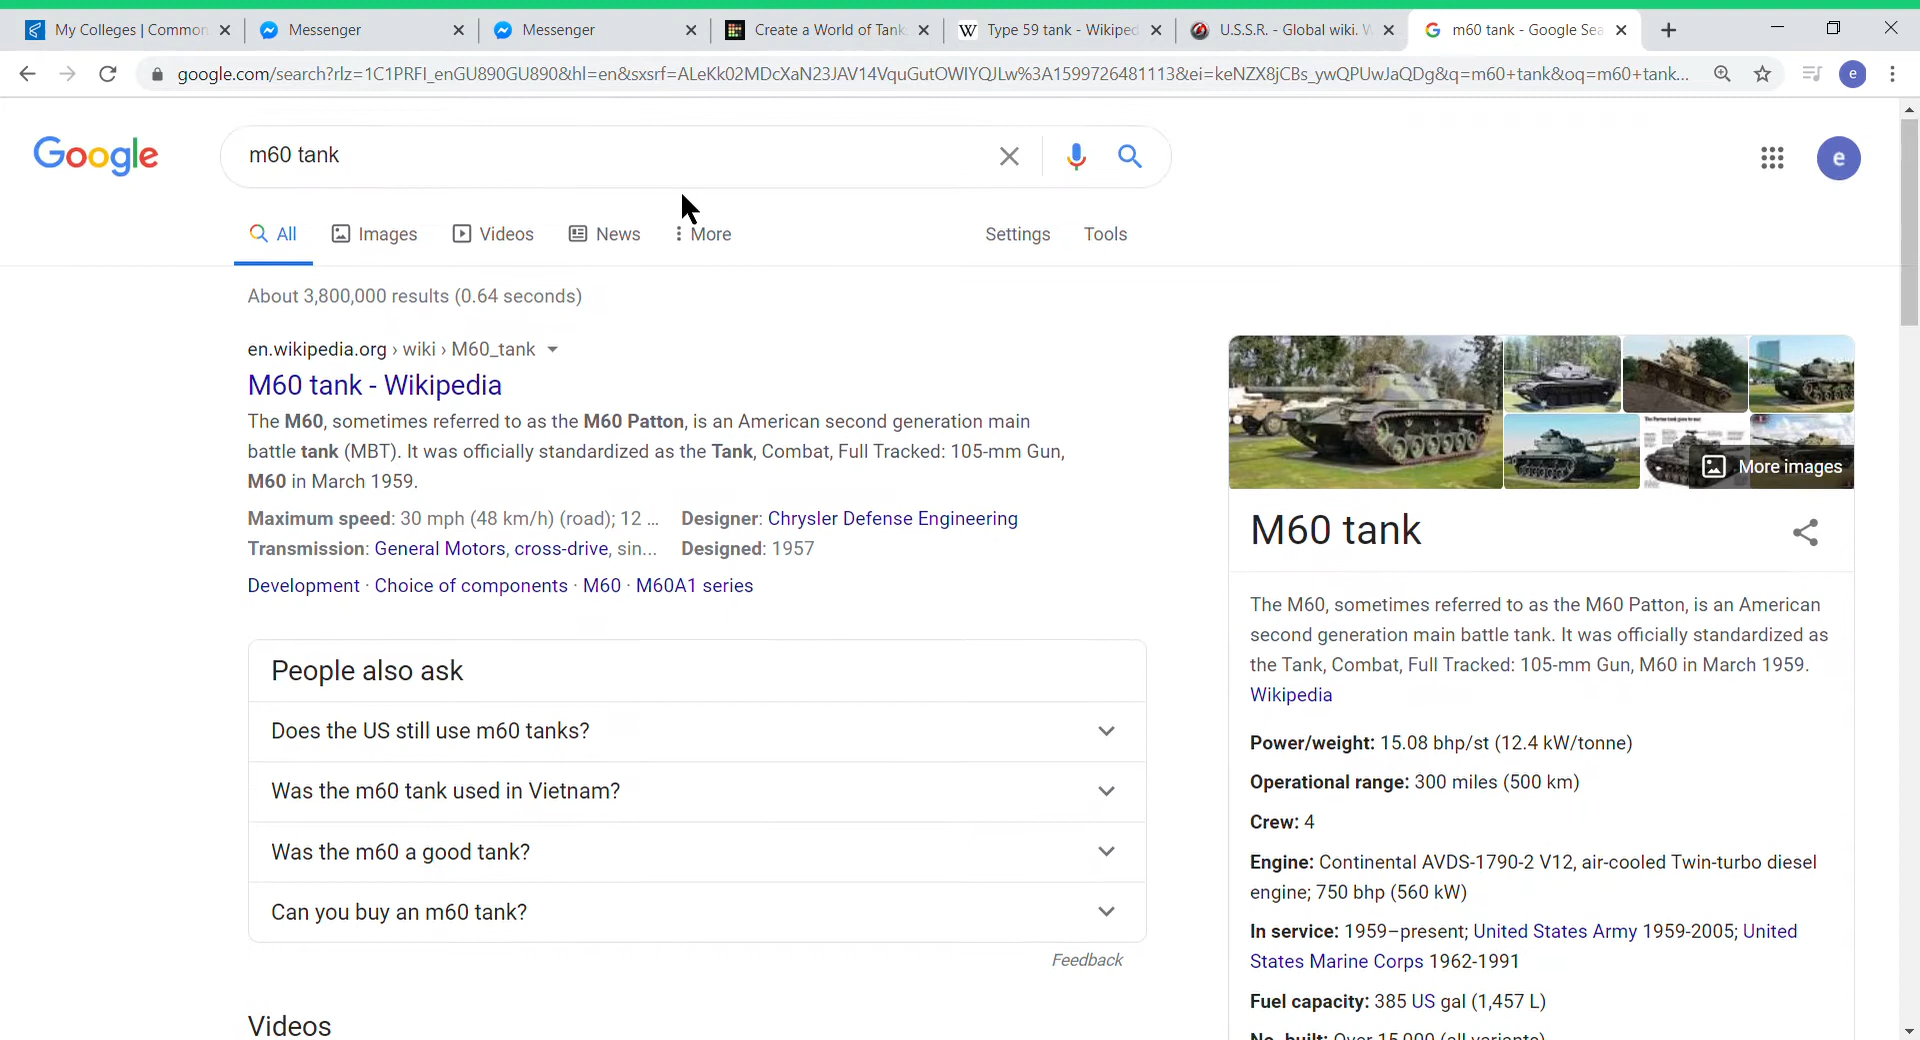 My Colleges | Common
Messenger
Messenger
Create a World of Tank
Type 59 tank - Wikiped
U.S.S.R. - Global wiki. W
m60 tank - Google Sea
google.com/search?rlz=1C1PRFI_enGU890GU890&hl=en&sxsrf=ALeKk02MDcXaN23JAV14VquGutOWIYQJLw%3A1599726481113&ei=keNZX8jCBs_ywQPUwJaQDg&q=m60+tank&oq=m60+tank...
e
Google
m60 tank
e
All
Images
Videos
News
More
Settings
Tools
About 3,800,000 results (0.64 seconds)
en.wikipedia.org › wiki › M60_tank
M60 tank - Wikipedia
The M60, sometimes referred to as the M60 Patton, is an American second generation main
battle tank (MBT). It was officially standardized as the Tank, Combat, Full Tracked: 105-mm Gun,
M60 in March 1959.
Maximum speed: 30 mph (48 km/h) (road); 12 ... Designer: Chrysler Defense Engineering
Transmission: General Motors, cross-drive, sin... Designed: 1957
Development · Choice of components · M60 · M60A1 series
People also ask
Does the US still use m60 tanks?
Was the m60 tank used in Vietnam?
Was the m60 a good tank?
Can you buy an m60 tank?
Feedback
Videos
More images
M60 tank
The M60, sometimes referred to as the M60 Patton, is an American
second generation main battle tank. It was officially standardized as
the Tank, Combat, Full Tracked: 105-mm Gun, M60 in March 1959.
Wikipedia
Power/weight: 15.08 bhp/st (12.4 kW/tonne)
Operational range: 300 miles (500 km)
Crew: 4
Engine: Continental AVDS-1790-2 V12, air-cooled Twin-turbo diesel
engine; 750 bhp (560 kW)
In service: 1959–present; United States Army 1959-2005; United
States Marine Corps 1962-1991
Fuel capacity: 385 US gal (1,457 L)
No. built: Over 15,000 (all variants)